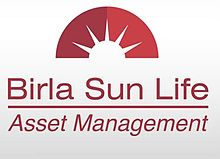 Birla Sun Life
Asset Management